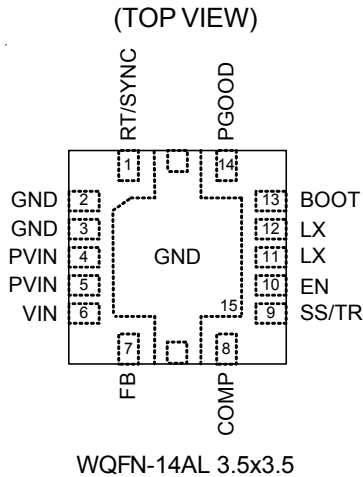 (TOP VIEW)
RT/SYNC
PGOOD
1
14
GND 2
13 BOOT
GND 3
12 LX
PVIN 4
11 LX
GND
PVIN 5
10 EN
VIN 6
15
9 SS/TR
7
8
FB
COMP
WQFN-14AL 3.5x3.5